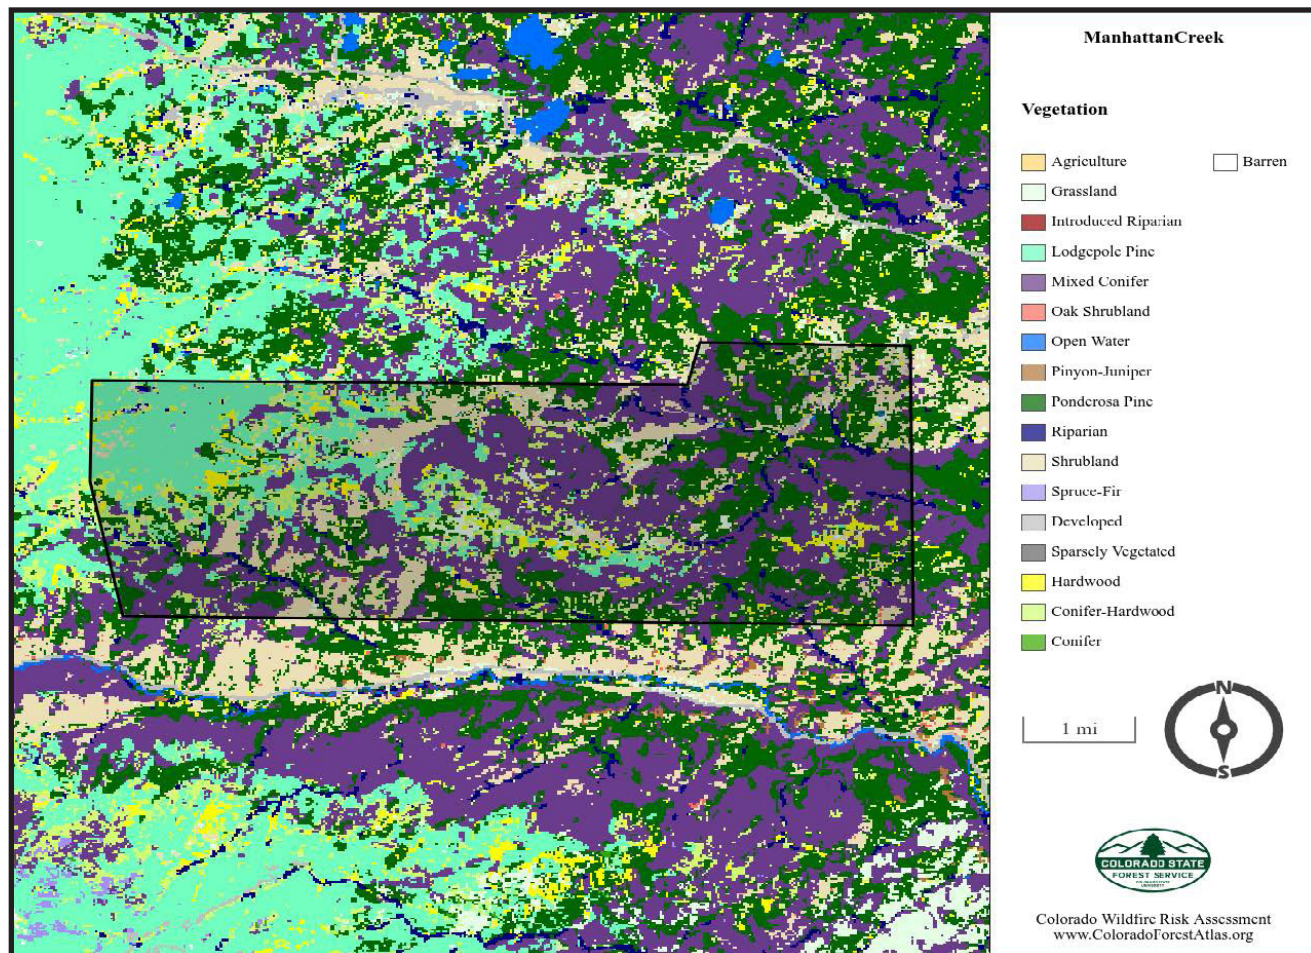 ManhattanCreek
Vegetation
Agriculture
Barren
Grassland
Introduced Riparian
Lodgepole Pine
Mixed Conifer
Oak Shrubland
Open Water
Pinyon-Juniper
Ponderosa Pine
Riparian
Shrubland
Spruce-Fir
Developed
Sparsely Vegetated
Hardwood
Conifer-Hardwood
Conifer
N
1 mi
S
COLORADO STATE
FOREST SERVICE
UNIVERSITY
Colorado Wildfire Risk Assessment
www.ColoradoForestAtlas.org